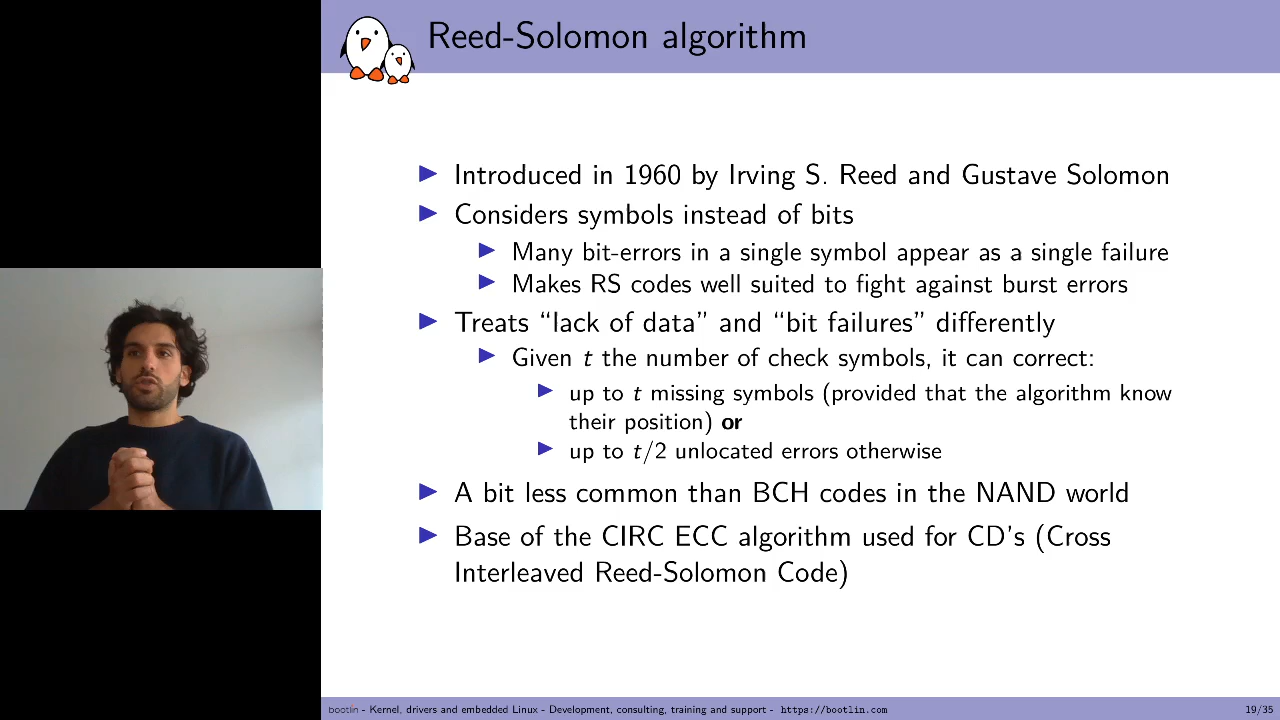 Reed-Solomon algorithm
Introduced in 1960 by Irving S. Reed and Gustave Solomon
Considers symbols instead of bits
Many bit-errors in a single symbol appear as a single failure
Makes RS codes well suited to fight against burst errors
Treats “lack of data” and “bit failures” differently
Given t the number of check symbols, it can correct:
up to t missing symbols (provided that the algorithm know
their position) or
up to t/2 unlocated errors otherwise
A bit less common than BCH codes in the NAND world
Base of the CIRC ECC algorithm used for CD’s (Cross
Interleaved Reed-Solomon Code)
bootlin - Kernel, drivers and embedded Linux - Development, consulting, training and support - https://bootlin.com 19/35